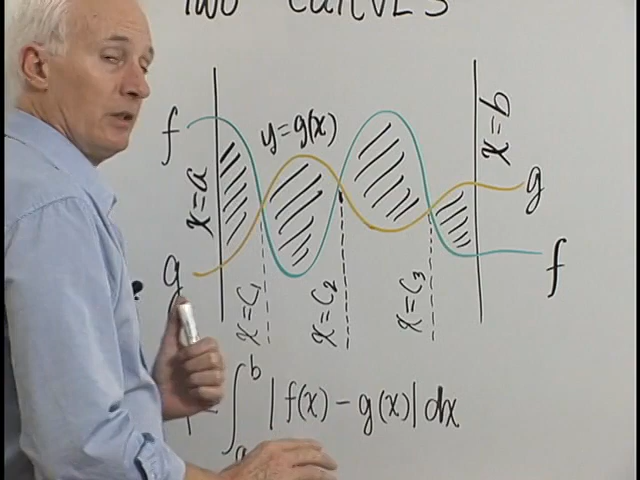 TWO CURVES
f
y=g(x)
x=a
x=b
g
g
f
x=c₁
x=c₂
x=c₃
∫ₐᵇ |f(x) - g(x)| dx